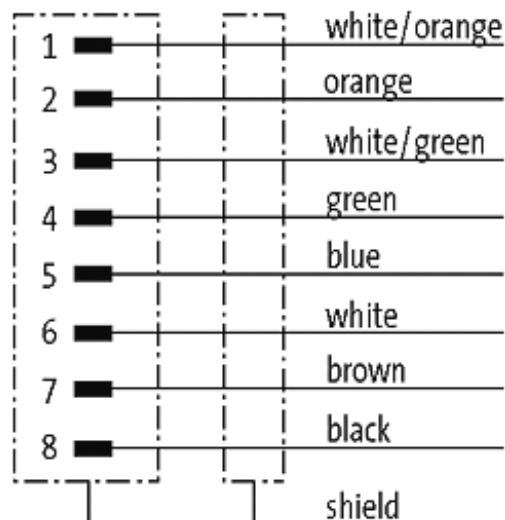 1 white/orange
2 orange
3 white/green
4 green
5 blue
6 white
7 brown
8 black
shield